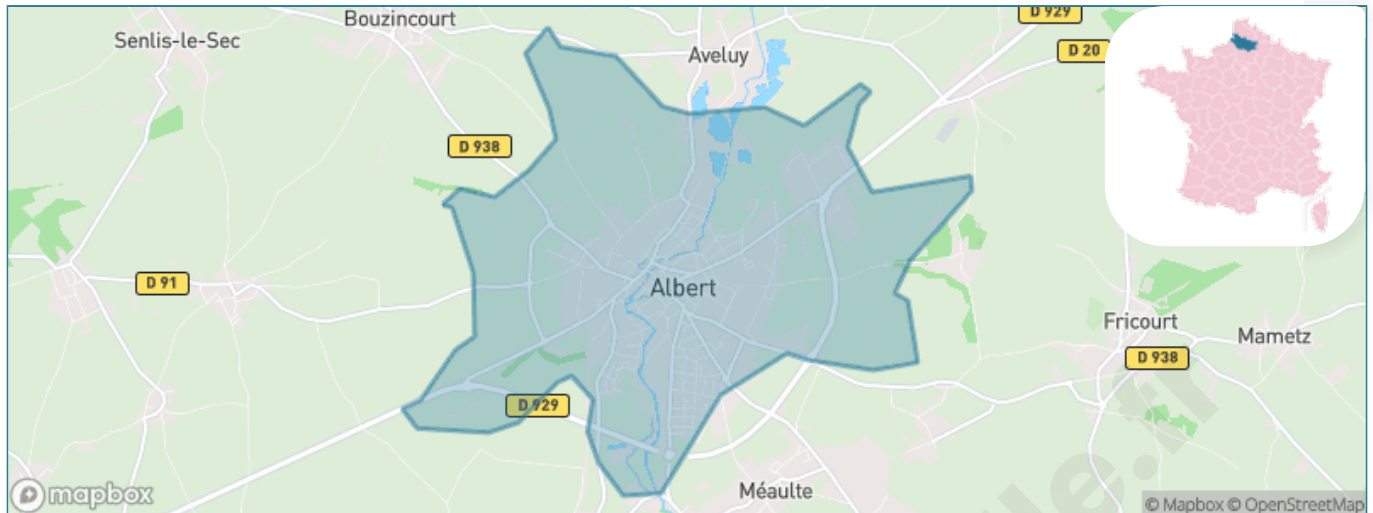 Bouzincourt
D 929
Senlis-le-Sec
Aveluy
D 20
D 938
D 91
Albert
Fricourt
Mametz
D 938
D 929
Méaulte
mapbox
© Mapbox © OpenStreetMap